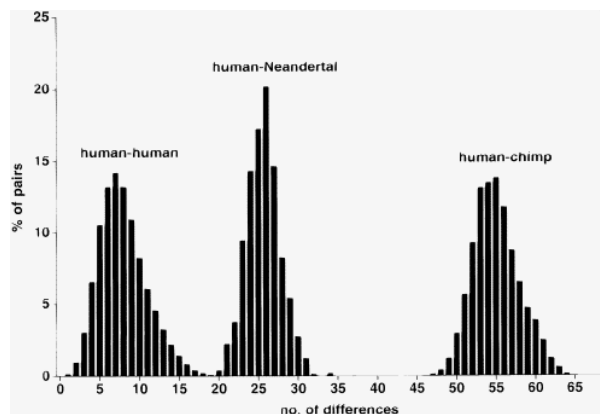 25
human-Neandertal
20
human-human
human-chimp
15
% of pairs
10
5
0
0 5 10 15 20 25 30 35 40 45 50 55 60 65
no. of differences